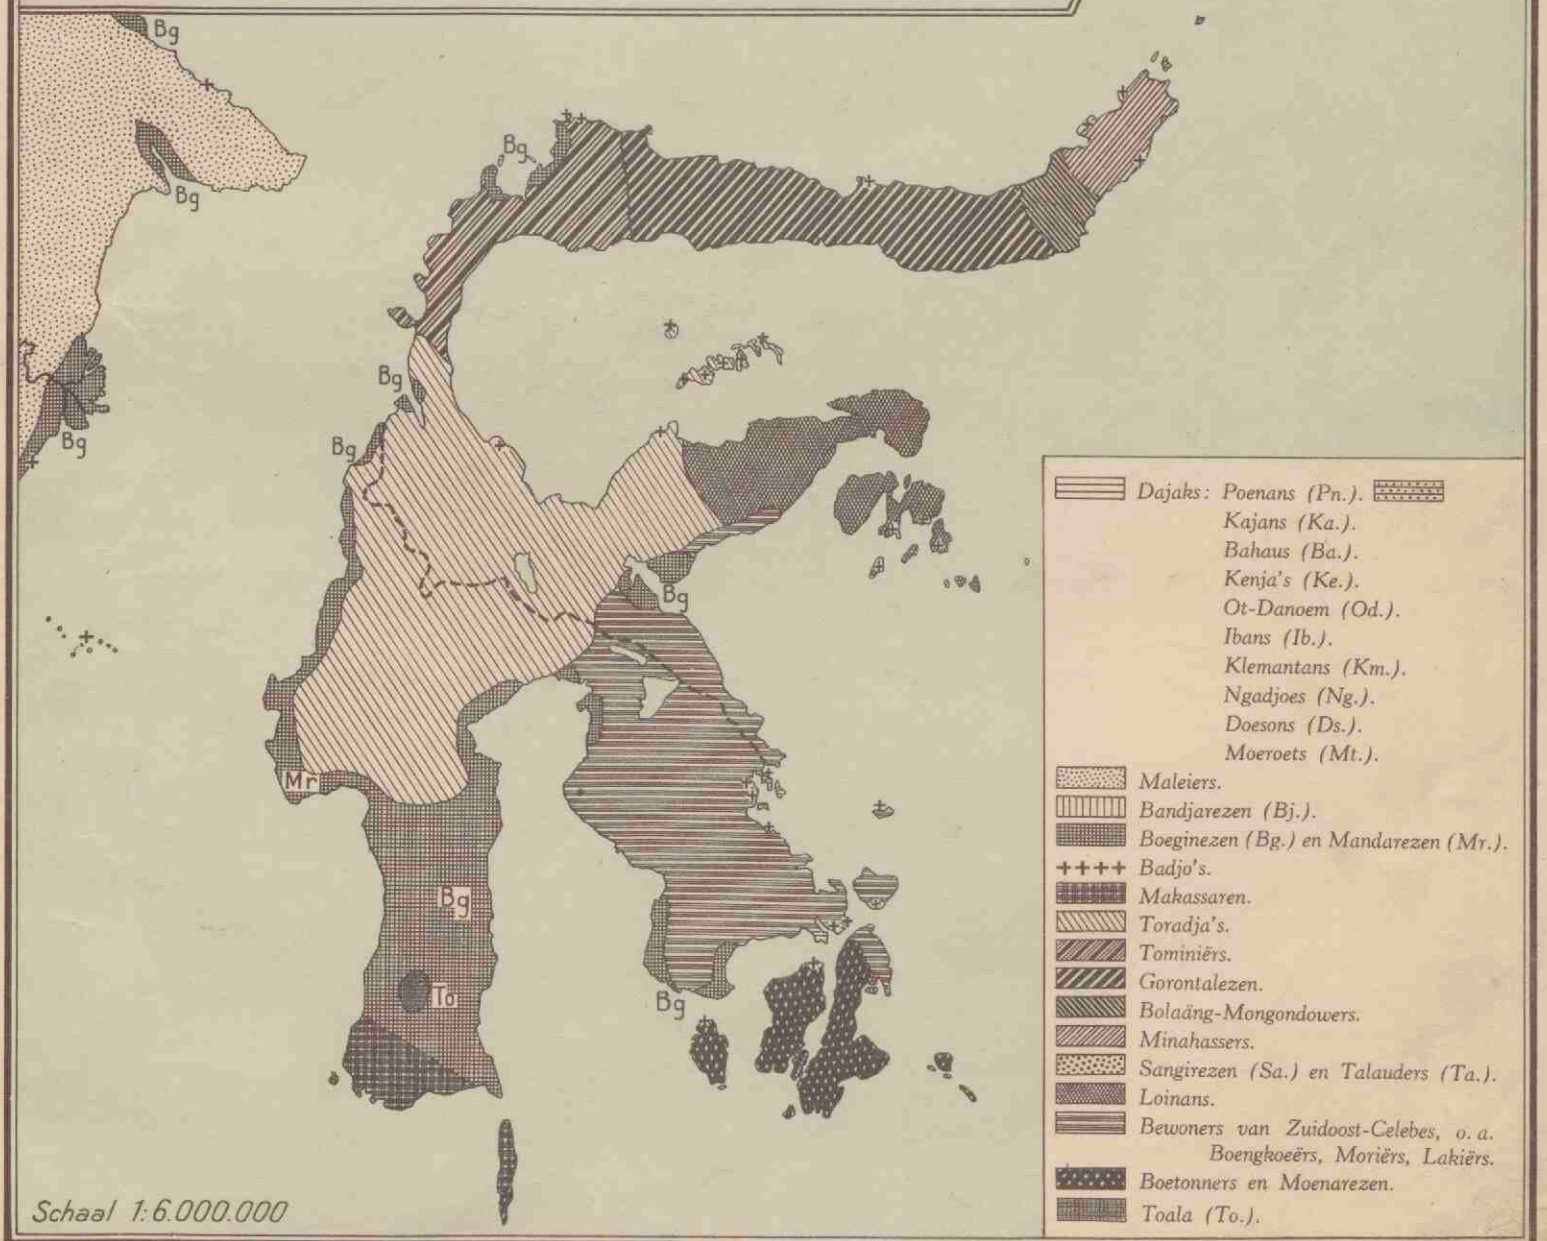 Bg
Bg
Bg
Bg
Bg
Bg
Bg
Mr
Bg
To
Bg
Schaal 1:6.000.000
Dajaks: Poenans (Pn.).
Kajans (Ka.).
Bahaus (Ba.).
Kenja's (Ke.).
Ot-Danoem (Od.).
Ibans (Ib.).
Klemantans (Km.).
Ngadjoes (Ng.).
Doesons (Ds.).
Moeroets (Mt.).
Maleiers.
Bandjarezen (Bj.).
Boeginezen (Bg.) en Mandarezen (Mr.).
++++ Badjo's.
Makassaren.
Toradja's.
Tominiërs.
Gorontalezen.
Bolaäng-Mongondowers.
Minahassers.
Sangirezen (Sa.) en Talauders (Ta.).
Loinans.
Bewoners van Zuidoost-Celebes, o.a.
Boengkoeërs, Moriërs, Lakiërs.
Boetonners en Moenarezen.
Toala (To.).